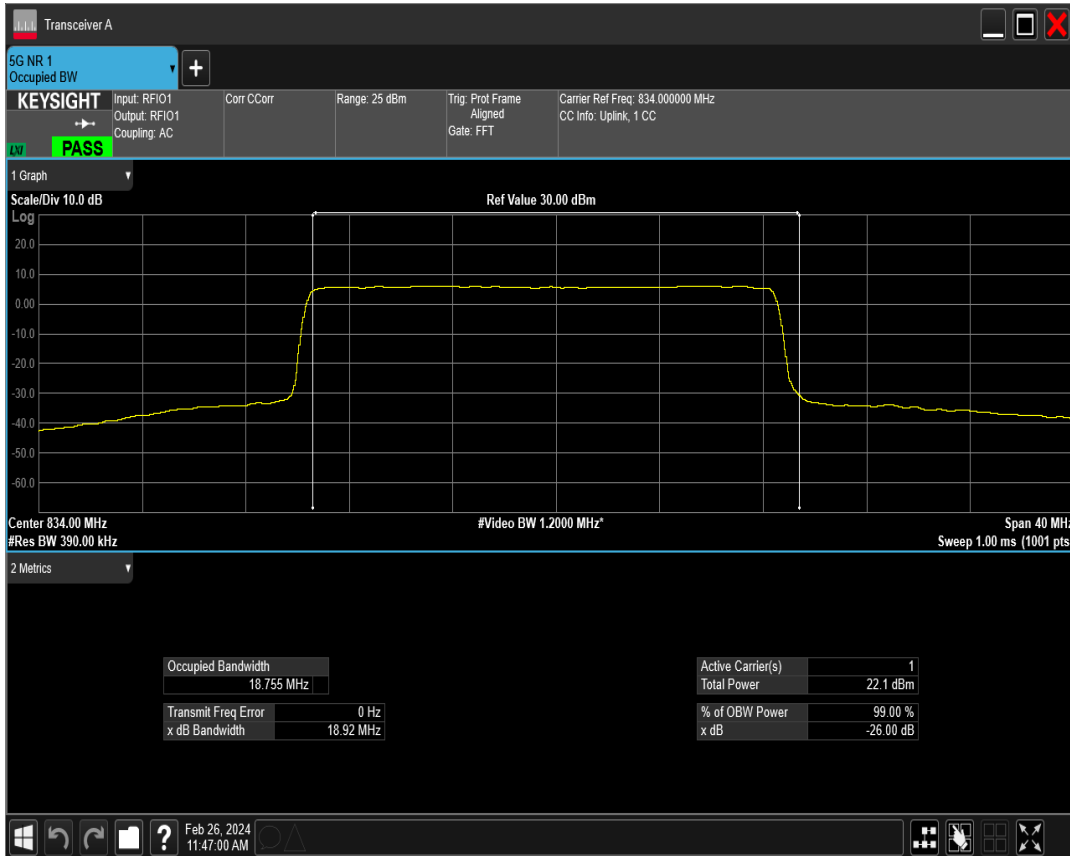 Transceiver A
5G NR 1
Occupied BW
KEYSIGHT
LXI
PASS
Input: RFIO1
Output: RFIO1
Coupling: AC
Corr CCorr
Range: 25 dBm
Trig: Prot Frame
Aligned
Gate: FFT
Carrier Ref Freq: 834.000000 MHz
CC Info: Uplink, 1 CC
1 Graph
Scale/Div 10.0 dB
Ref Value 30.00 dBm
Log
20.0
10.0
0.00
-10.0
-20.0
-30.0
-40.0
-50.0
-60.0
Center 834.00 MHz
#Video BW 1.2000 MHz*
Span 40 MHz
#Res BW 390.00 kHz
Sweep 1.00 ms (1001 pts
2 Metrics
Occupied Bandwidth
18.755 MHz
Transmit Freq Error 0 Hz
x dB Bandwidth 18.92 MHz
Active Carrier(s) 1
Total Power 22.1 dBm
% of OBW Power 99.00 %
x dB -26.00 dB
?
Feb 26, 2024
11:47:00 AM